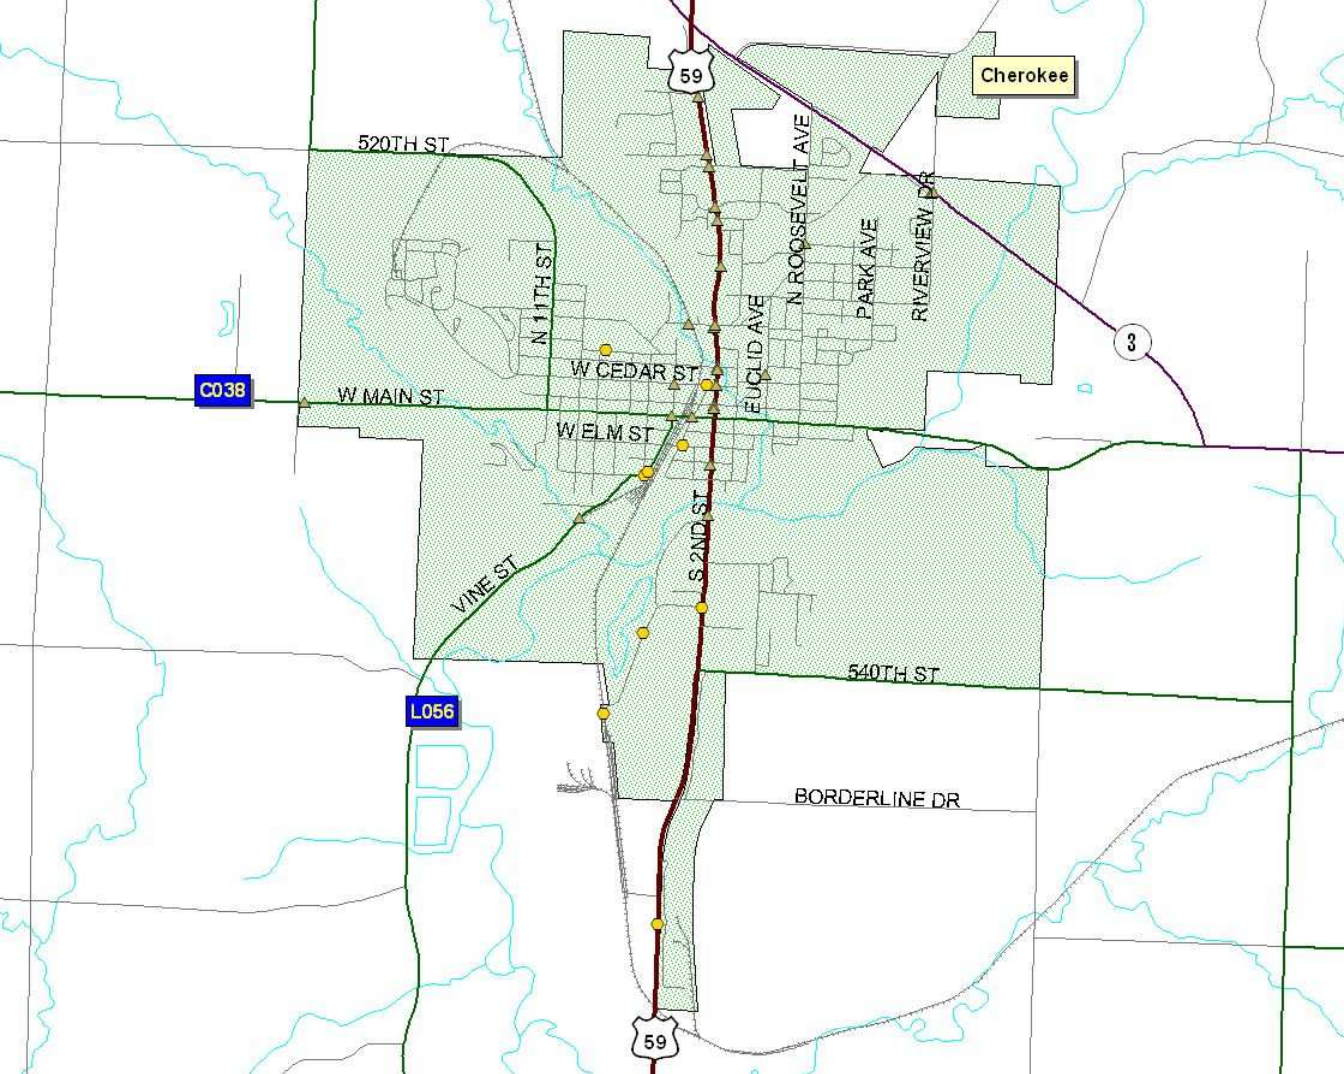 59
Cherokee
520TH ST
N ROOSEVELT AVE
RIVERVIEW DR
PARK AVE
N 11TH ST
EUCLID AVE
3
W CEDAR ST
C038
W MAIN ST
W ELM ST
S 2ND ST
VINE ST
540TH ST
L056
BORDERLINE DR
59